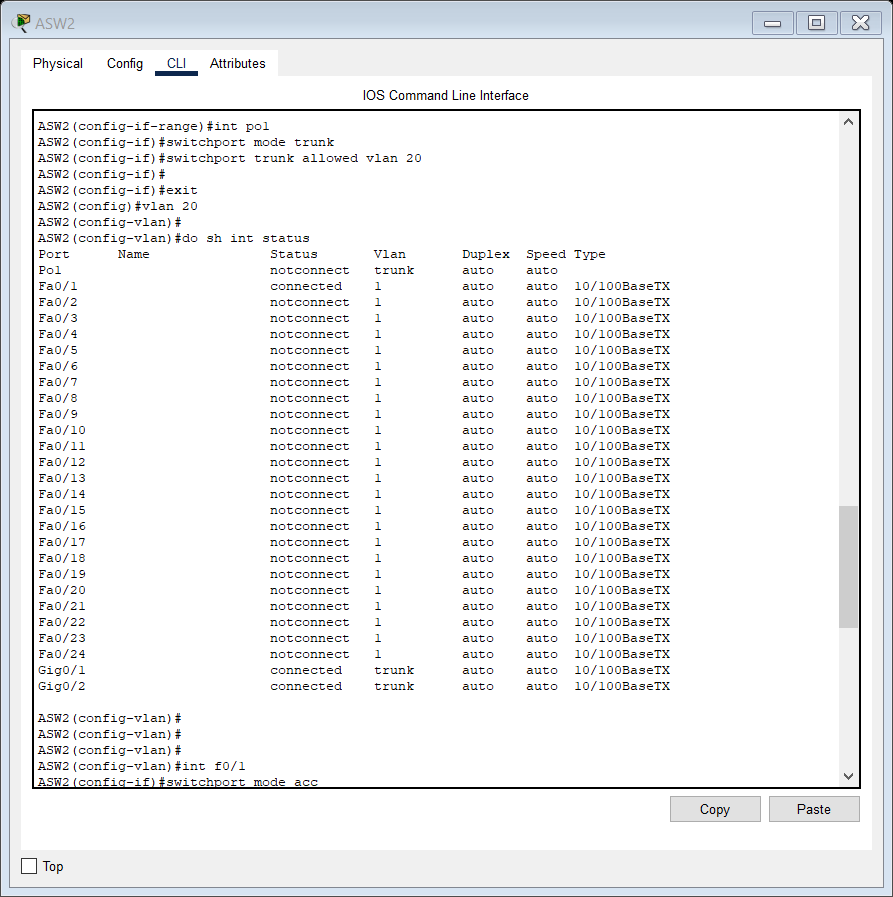 ASW2
Physical Config CLI Attributes
IOS Command Line Interface
ASW2(config-if-range)#int po1
ASW2(config-if)#switchport mode trunk
ASW2(config-if)#switchport trunk allowed vlan 20
ASW2(config-if)#
ASW2(config-if)#exit
ASW2(config)#vlan 20
ASW2(config-vlan)#
ASW2(config-vlan)#do sh int status
Port Name Status Vlan Duplex Speed Type
Po1 notconnect trunk auto auto
Fa0/1 connected 1 auto auto 10/100BaseTX
Fa0/2 notconnect 1 auto auto 10/100BaseTX
Fa0/3 notconnect 1 auto auto 10/100BaseTX
Fa0/4 notconnect 1 auto auto 10/100BaseTX
Fa0/5 notconnect 1 auto auto 10/100BaseTX
Fa0/6 notconnect 1 auto auto 10/100BaseTX
Fa0/7 notconnect 1 auto auto 10/100BaseTX
Fa0/8 notconnect 1 auto auto 10/100BaseTX
Fa0/9 notconnect 1 auto auto 10/100BaseTX
Fa0/10 notconnect 1 auto auto 10/100BaseTX
Fa0/11 notconnect 1 auto auto 10/100BaseTX
Fa0/12 notconnect 1 auto auto 10/100BaseTX
Fa0/13 notconnect 1 auto auto 10/100BaseTX
Fa0/14 notconnect 1 auto auto 10/100BaseTX
Fa0/15 notconnect 1 auto auto 10/100BaseTX
Fa0/16 notconnect 1 auto auto 10/100BaseTX
Fa0/17 notconnect 1 auto auto 10/100BaseTX
Fa0/18 notconnect 1 auto auto 10/100BaseTX
Fa0/19 notconnect 1 auto auto 10/100BaseTX
Fa0/20 notconnect 1 auto auto 10/100BaseTX
Fa0/21 notconnect 1 auto auto 10/100BaseTX
Fa0/22 notconnect 1 auto auto 10/100BaseTX
Fa0/23 notconnect 1 auto auto 10/100BaseTX
Fa0/24 notconnect 1 auto auto 10/100BaseTX
Gig0/1 connected trunk auto auto 10/100BaseTX
Gig0/2 connected trunk auto auto 10/100BaseTX
ASW2(config-vlan)#
ASW2(config-vlan)#
ASW2(config-vlan)#
ASW2(config-vlan)#int f0/1
ASW2(config-if)#switchport mode acc
Copy Paste
Top